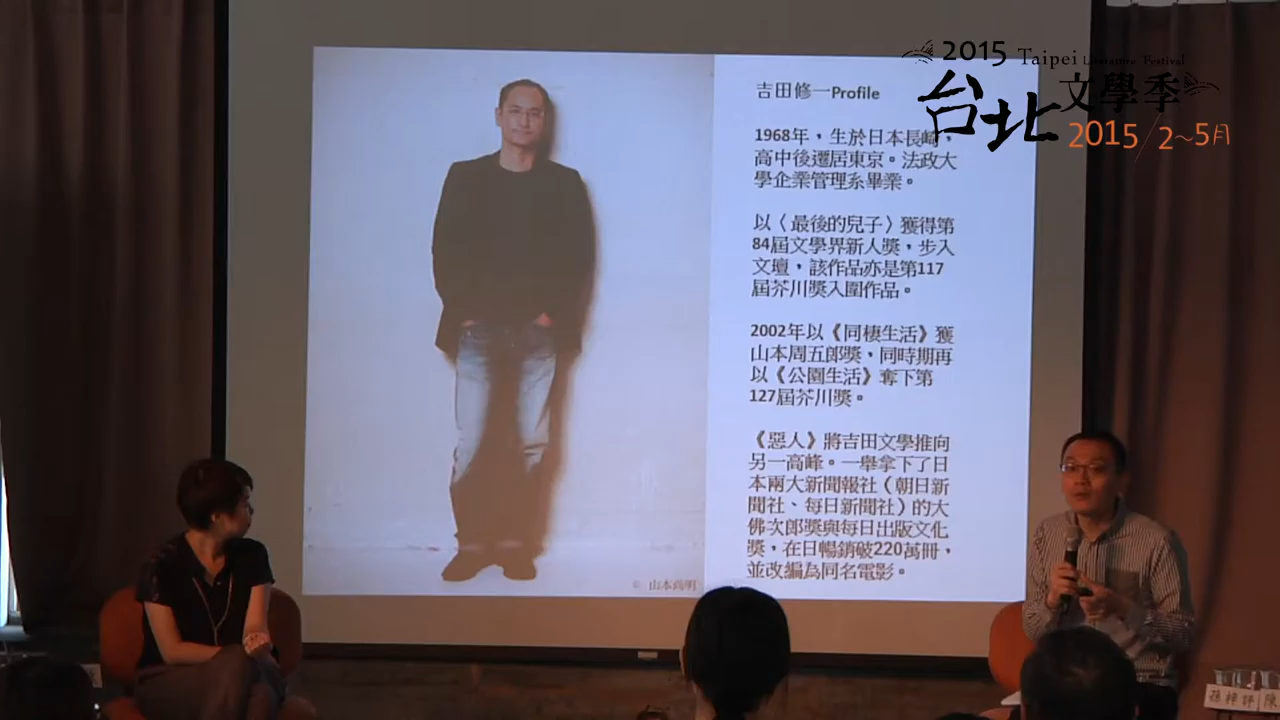 2015 Taipei Literature Festival
台北文學季
2015/2~5月
吉田修一Profile
1968年，生於日本長崎，
高中後遷居東京。法政大
學企業管理系畢業。
以〈最後的兒子〉獲得第
84屆文學界新人獎，步入
文壇，該作品亦是第117
屆芥川獎入圍作品。
2002年以《同棲生活》獲
山本周五郎獎，同時期再
以《公園生活》奪下第
127屆芥川獎。
《惡人》將吉田文學推向
另一高峰。一舉拿下了日
本兩大新聞報社（朝日新
聞社、每日新聞社）的大
佛次郎獎與每日出版文化
獎，在日暢銷破220萬冊，
並改編為同名電影。
© 山本尚明
孫梓評
陳